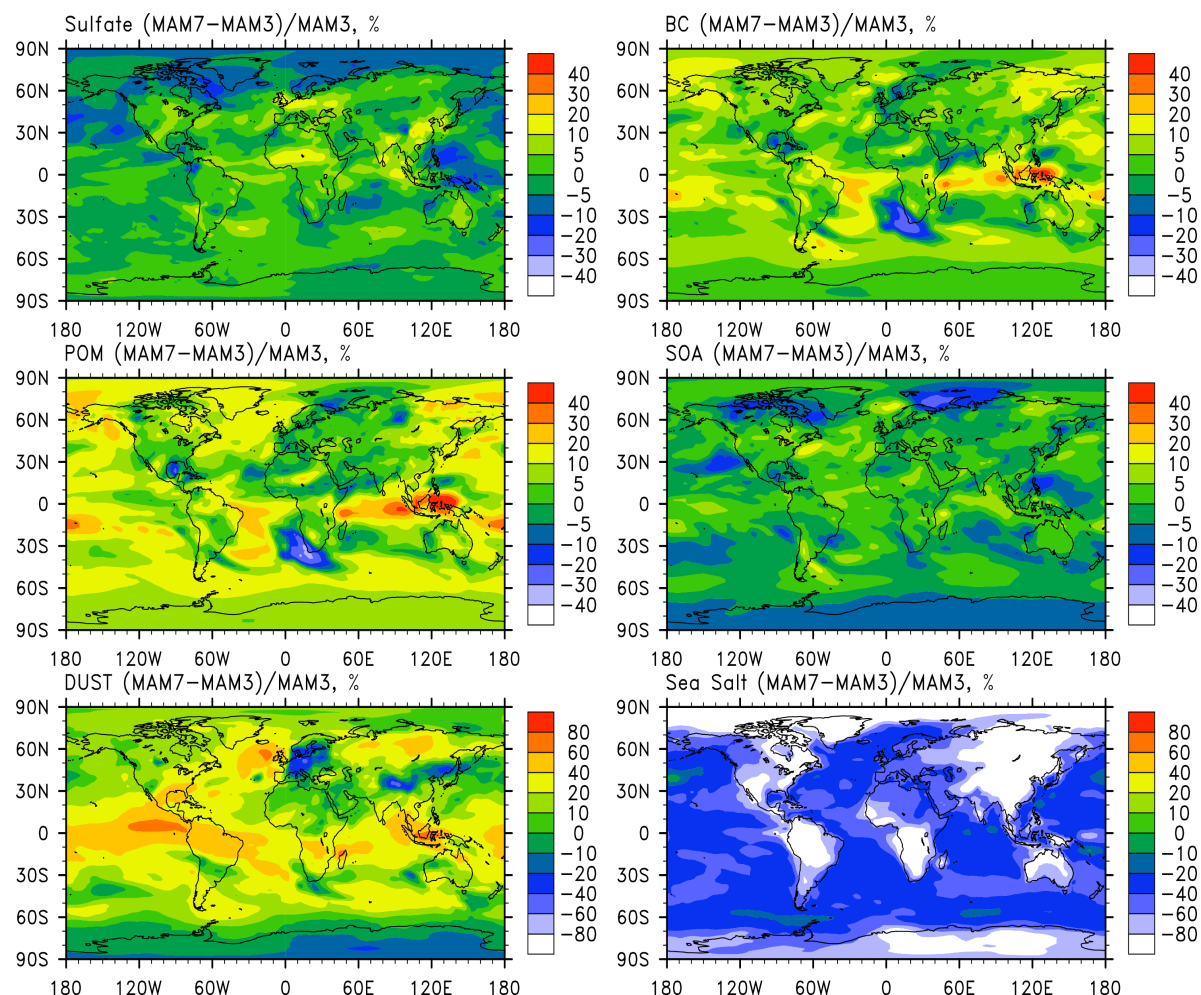 Sulfate (MAM7−MAM3)/MAM3, %
90N
60N
30N
0
30S
60S
90S
180 120W 60W 0 60E 120E 180
40
30
20
10
5
0
−5
−10
−20
−30
−40
BC (MAM7−MAM3)/MAM3, %
90N
60N
30N
0
30S
60S
90S
180 120W 60W 0 60E 120E 180
40
30
20
10
5
0
−5
−10
−20
−30
−40
POM (MAM7−MAM3)/MAM3, %
90N
60N
30N
0
30S
60S
90S
180 120W 60W 0 60E 120E 180
40
30
20
10
5
0
−5
−10
−20
−30
−40
SOA (MAM7−MAM3)/MAM3, %
90N
60N
30N
0
30S
60S
90S
180 120W 60W 0 60E 120E 180
40
30
20
10
5
0
−5
−10
−20
−30
−40
DUST (MAM7−MAM3)/MAM3, %
90N
60N
30N
0
30S
60S
90S
180 120W 60W 0 60E 120E 180
80
60
40
20
10
0
−10
−20
−40
−60
−80
Sea Salt (MAM7−MAM3)/MAM3, %
90N
60N
30N
0
30S
60S
90S
180 120W 60W 0 60E 120E 180
80
60
40
20
10
0
−10
−20
−40
−60
−80